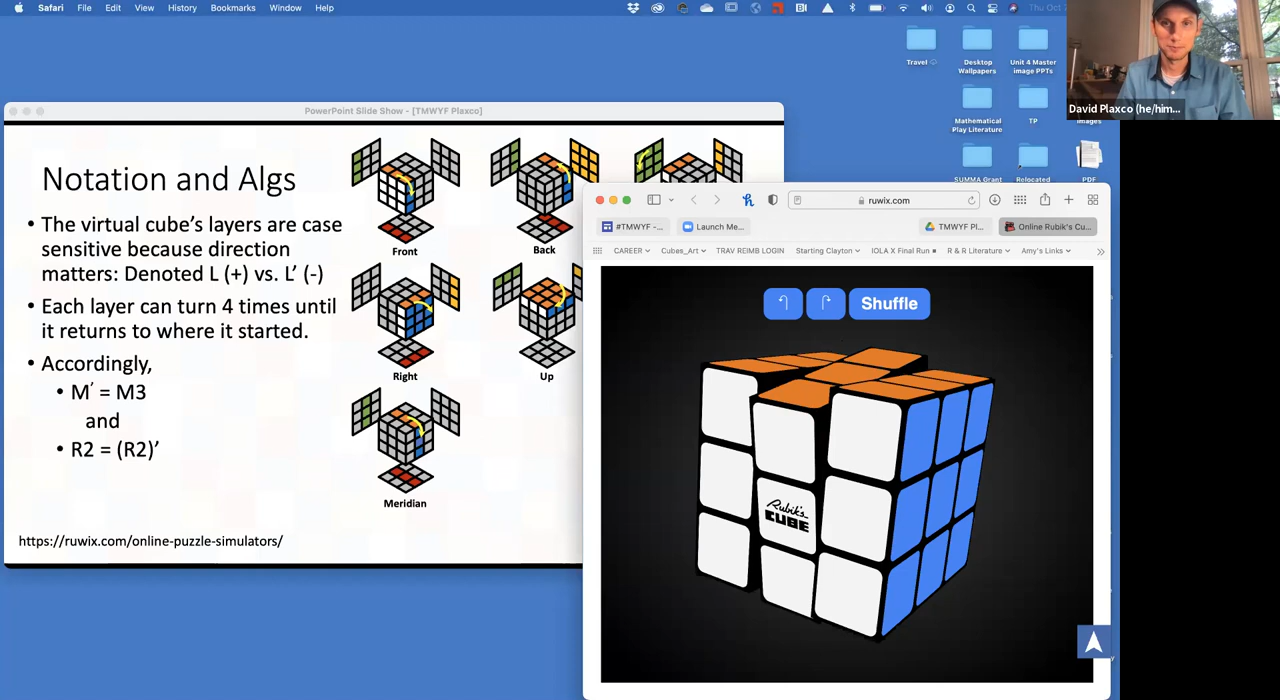 Safari File Edit View History Bookmarks Window Help
Travel
Desktop
Wallpapers
Unit 4 Master
image PPTs
Mathematical
Play Literature
TP
SUMMA Grant
Relocated
PDF
David Plaxco (he/him...
PowerPoint Slide Show - [TMWYF Plaxco]
Notation and Algs
• The virtual cube’s layers are case
sensitive because direction
matters: Denoted L (+) vs. L’ (-)
• Each layer can turn 4 times until
it returns to where it started.
• Accordingly,
• M’ = M3
and
• R2 = (R2)’
https://ruwix.com/online-puzzle-simulators/
Front
Back
Right
Up
Meridian
ruwix.com
#TMWYF -...
Launch Me...
TMWYF Pl...
Online Rubik's Cu...
CAREER
Cubes_Art
TRAV REIMB LOGIN
Starting Clayton
IOLA X Final Run
R & R Literature
Amy's Links
Shuffle
Rubik's
CUBE